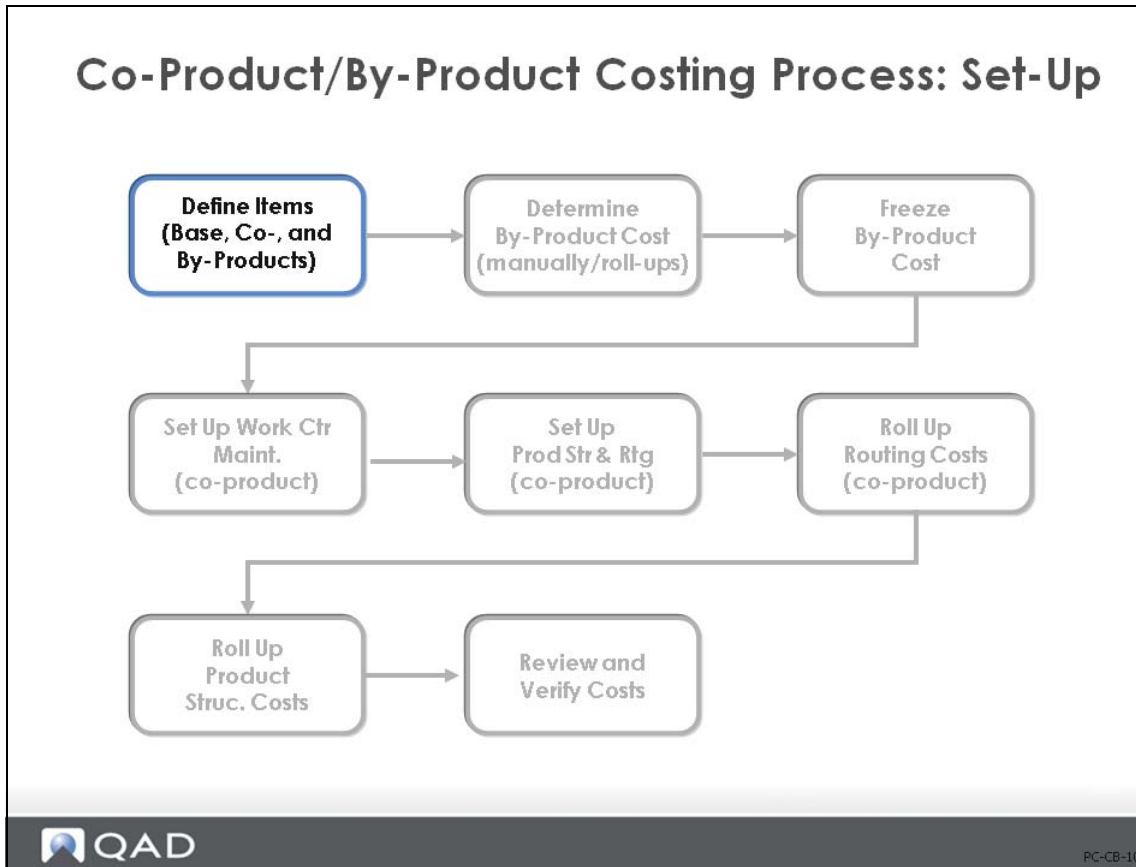 Co-Product/By-Product Costing Process: Set-Up
Define Items
(Base, Co-, and
By-Products)
Determine
By-Product Cost
(manually/roll-ups)
Freeze
By-Product
Cost
Set Up Work Ctr
Maint.
(co-product)
Set Up
Prod Str & Rtg
(co-product)
Roll Up
Routing Costs
(co-product)
Roll Up
Product
Struc. Costs
Review and
Verify Costs
QAD